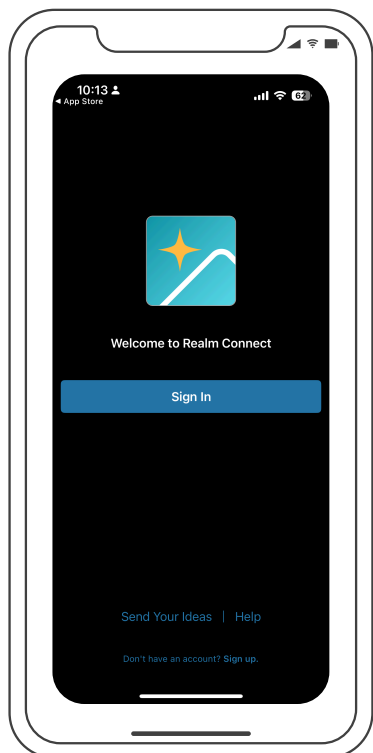 10:13
◀ App Store
62
Welcome to Realm Connect
Sign In
Send Your Ideas | Help
Don't have an account? Sign up.